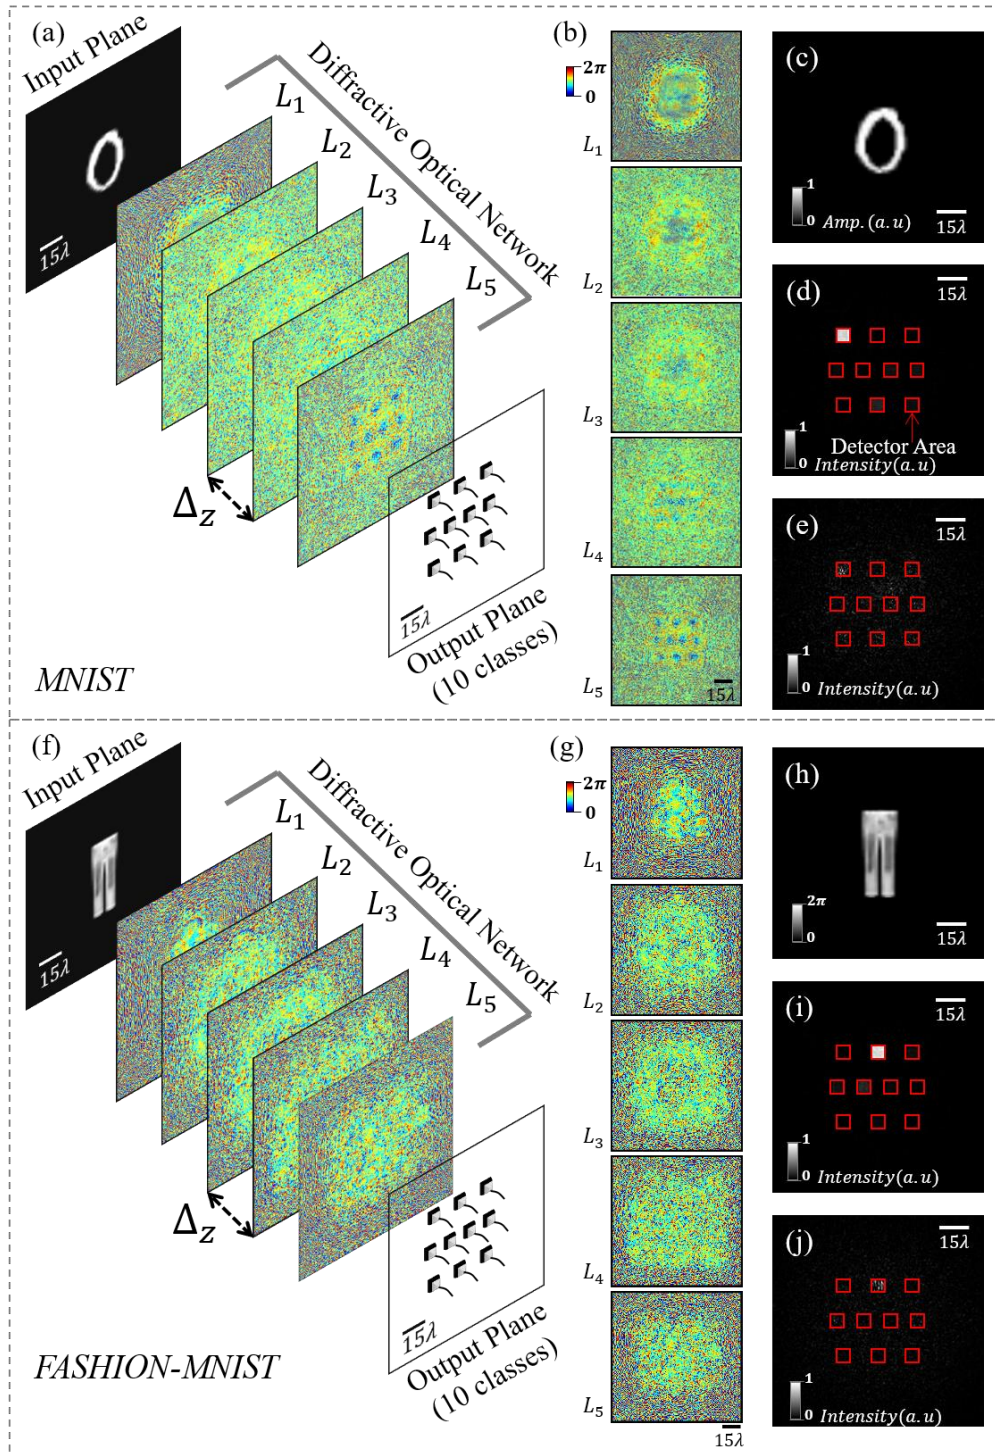 (a)
Input Plane
15λ
Diffractive Optical Network
L₁
L₂
L₃
L₄
L₅
Δz
15λ
Output Plane
(10 classes)
MNIST
(b)
2π
0
L₁
L₂
L₃
L₄
L₅
15λ
(c)
1
0
Amp.(a.u)
15λ
(d)
15λ
Detector Area
1
0
Intensity(a.u)
(e)
15λ
1
0
Intensity(a.u)
(f)
Input Plane
15λ
Diffractive Optical Network
L₁
L₂
L₃
L₄
L₅
Δz
15λ
Output Plane
(10 classes)
FASHION-MNIST
(g)
2π
0
L₁
L₂
L₃
L₄
L₅
15λ
(h)
2π
0
15λ
(i)
15λ
1
0
Intensity(a.u)
(j)
15λ
1
0
Intensity(a.u)